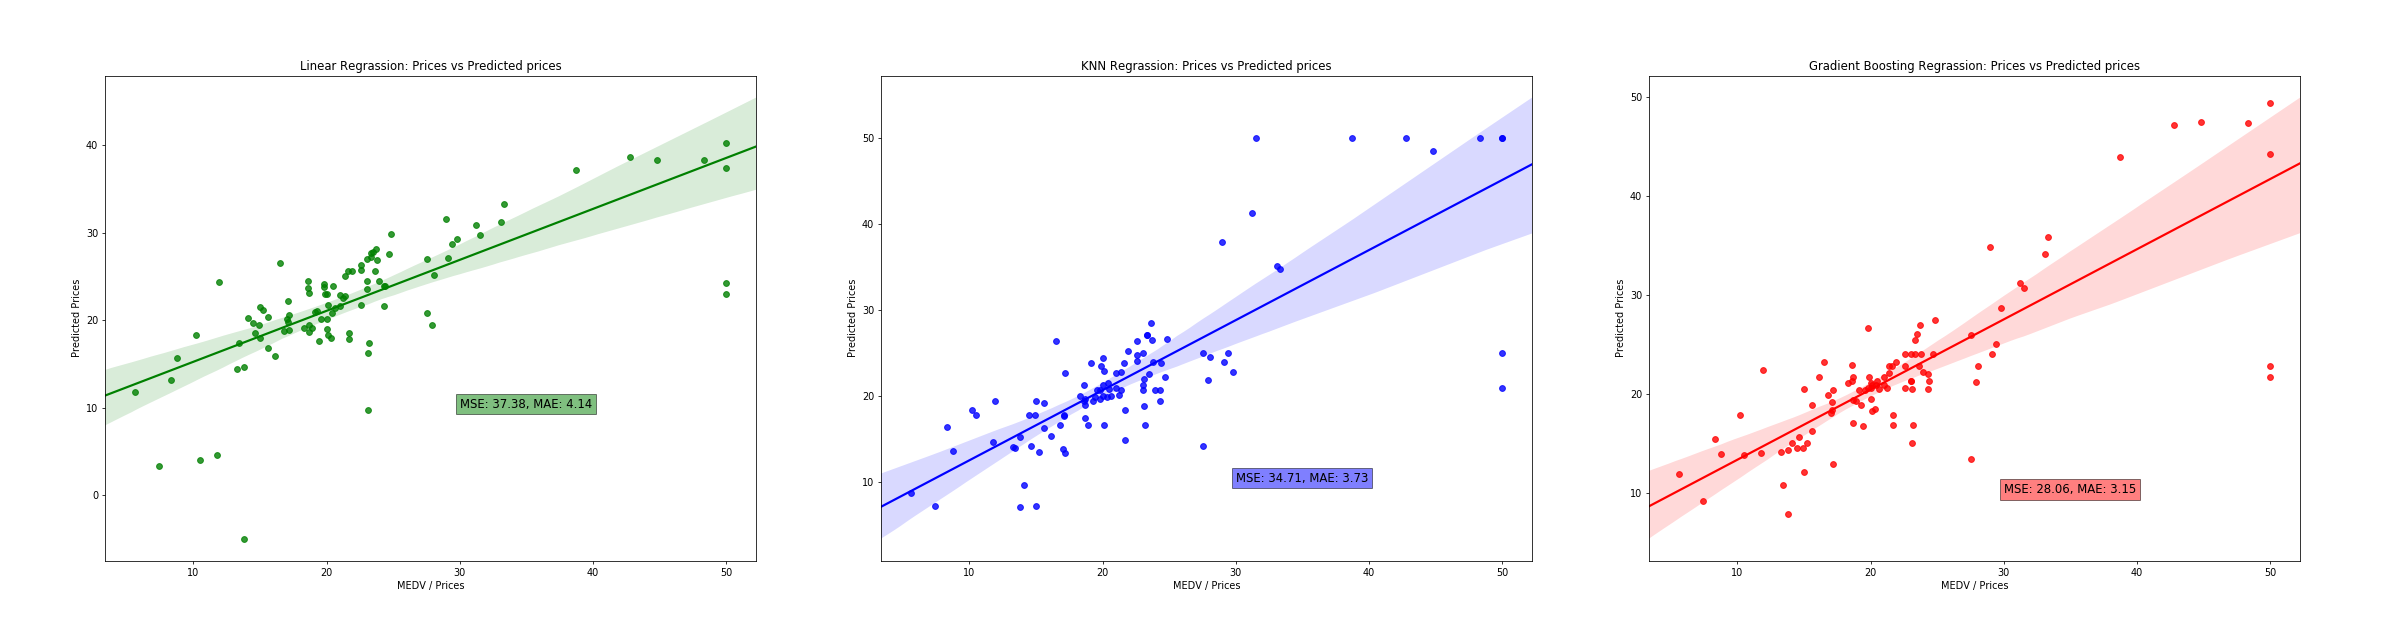 Linear Regrassion: Prices vs Predicted prices
Predicted Prices
40
30
20
10
0
MSE: 37.38, MAE: 4.14
10 20 30 40 50
MEDV / Prices
KNN Regrassion: Prices vs Predicted prices
Predicted Prices
50
40
30
20
10
MSE: 34.71, MAE: 3.73
10 20 30 40 50
MEDV / Prices
Gradient Boosting Regrassion: Prices vs Predicted prices
Predicted Prices
50
40
30
20
10
MSE: 28.06, MAE: 3.15
10 20 30 40 50
MEDV / Prices